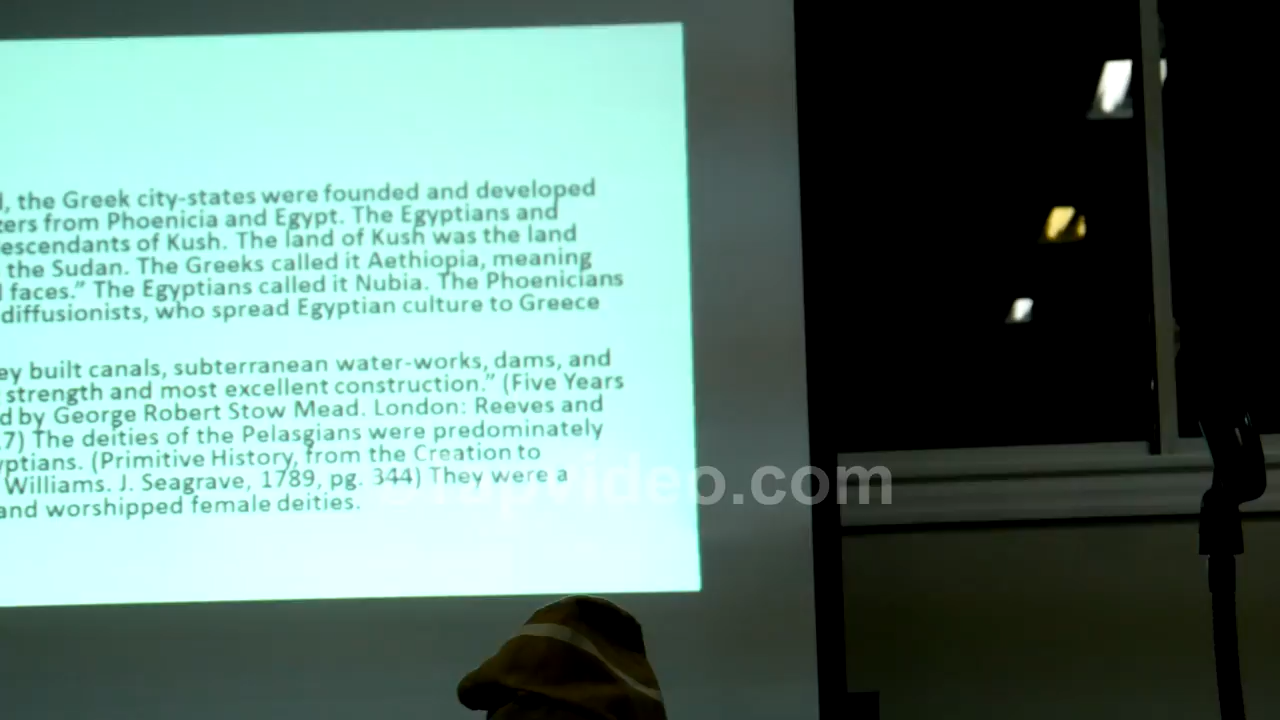 , the Greek city-states were founded and developed
ers from Phoenicia and Egypt. The Egyptians and
escendants of Kush. The land of Kush was the land
the Sudan. The Greeks called it Aethiopia, meaning
faces.” The Egyptians called it Nubia. The Phoenicians
diffusionists, who spread Egyptian culture to Greece
ey built canals, subterranean water-works, dams, and
strength and most excellent construction.” (Five Years
d by George Robert Stow Mead. London: Reeves and
7) The deities of the Pelasgians were predominately
yptians. (Primitive History, from the Creation to
Williams. J. Seagrave, 1789, pg. 344) They were a
and worshipped female deities.